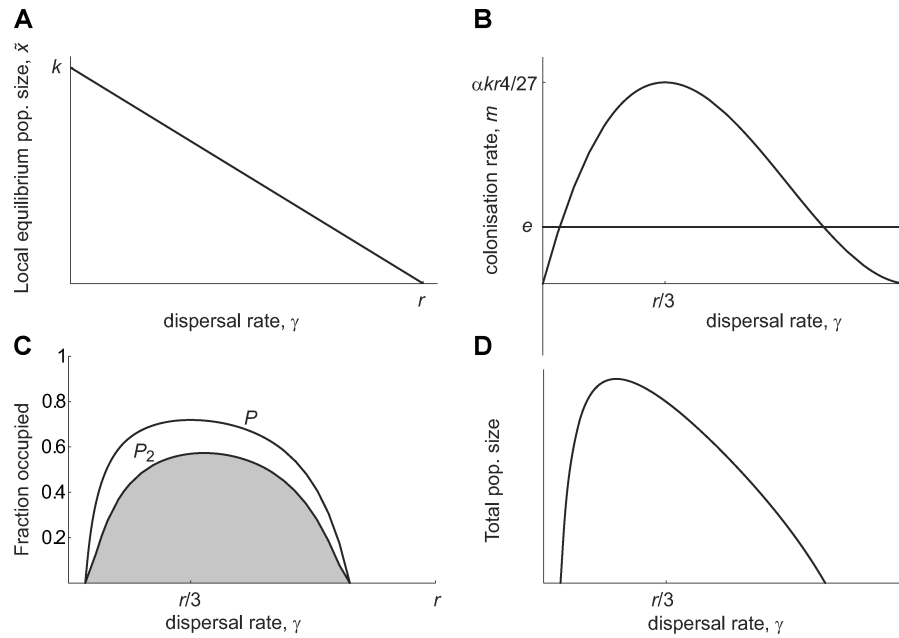 A
Local equilibrium pop. size, x̃
k
r
dispersal rate, γ
B
colonisation rate, m
αkr4/27
e
r/3
dispersal rate, γ
C
Fraction occupied
1
0.8
0.6
0.4
0.2
P
P₂
r/3
r
dispersal rate, γ
D
Total pop. size
r/3
dispersal rate, γ